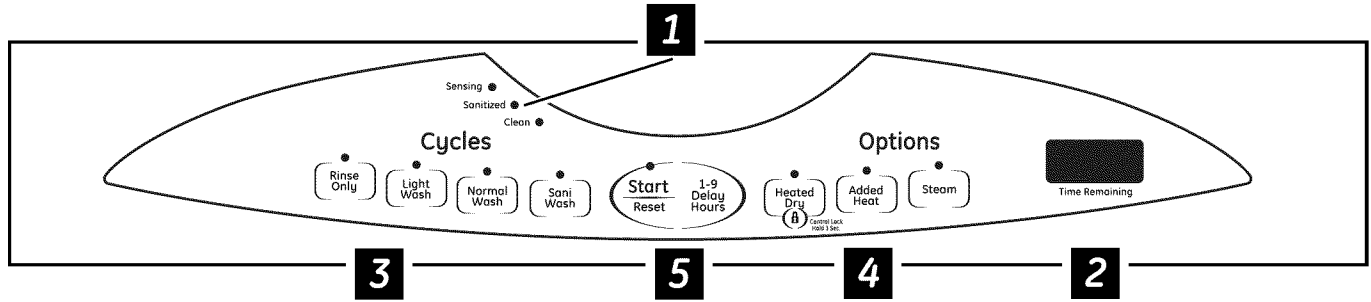 1
Sensing
Sanitized
Clean
Cycles
Options
Rinse
Only
Light
Wash
Normal
Wash
Sani
Wash
Start
Reset
1-9
Delay
Hours
Heated
Dry
Control Lock
Hold 3 Sec.
Added
Heat
Steam
Time Remaining
3
5
4
2